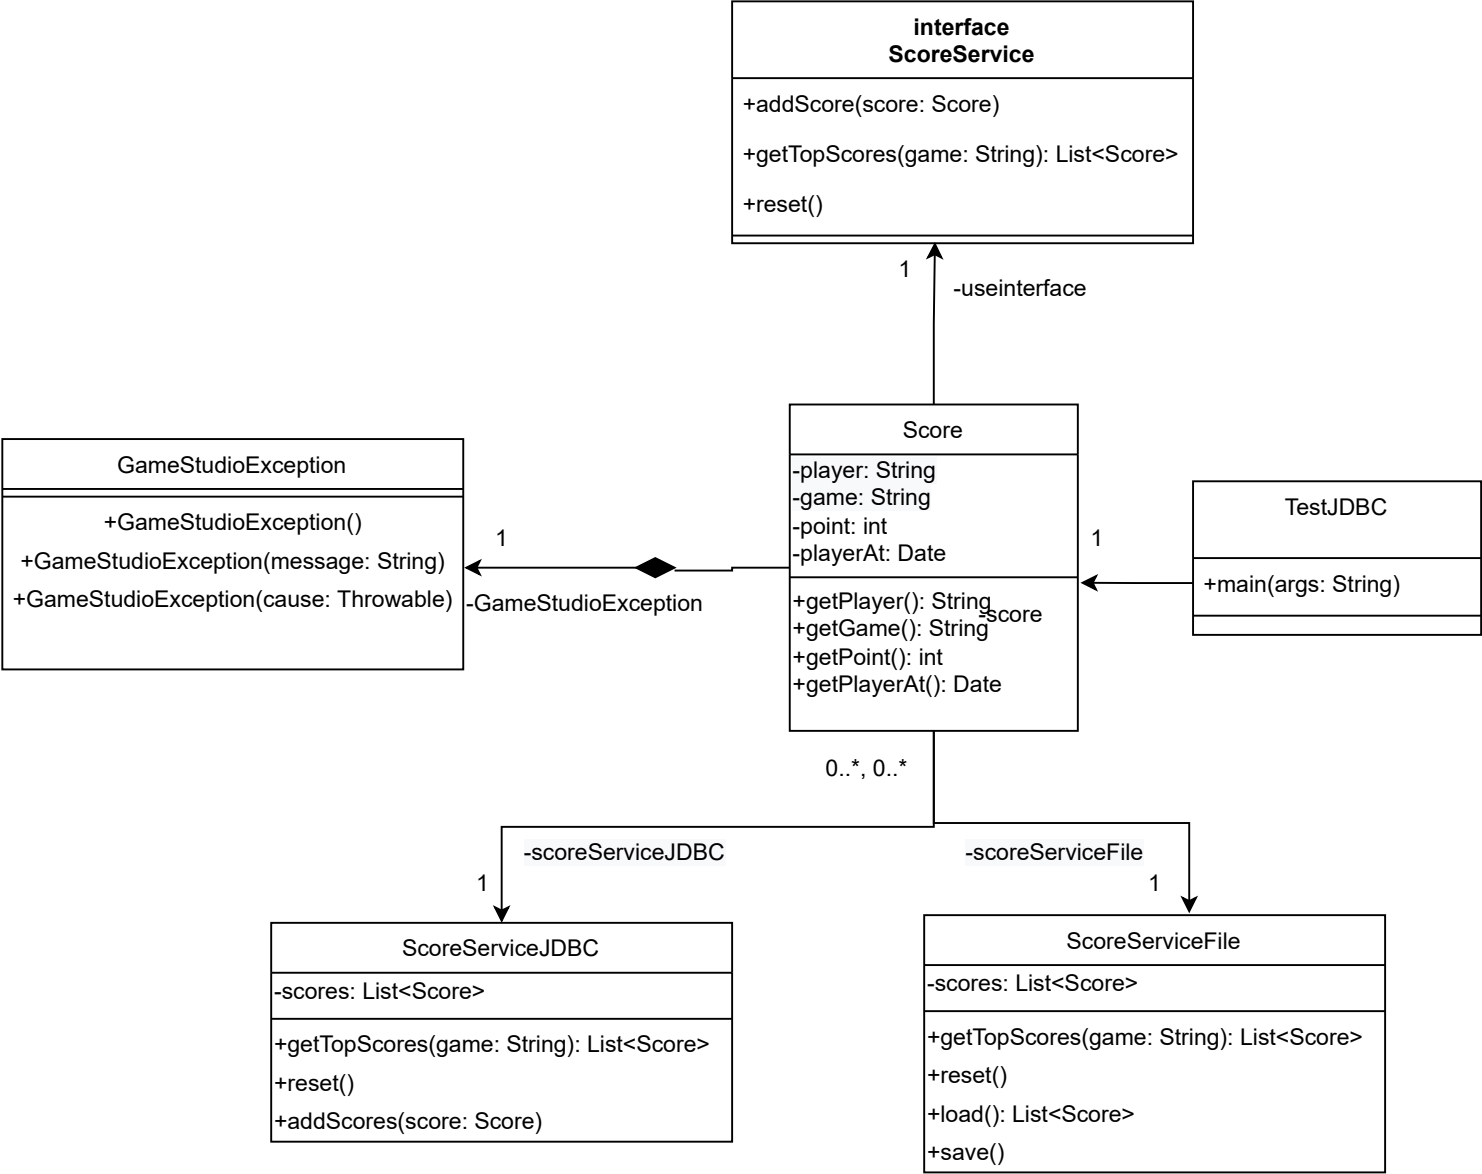 interface
ScoreService
+addScore(score: Score)
+getTopScores(game: String): List<Score>
+reset()
1
-useinterface
Score
-player: String
-game: String
-point: int
-playerAt: Date
+getPlayer(): String
+getGame(): String
+getPoint(): int
+getPlayerAt(): Date
GameStudioException
+GameStudioException()
+GameStudioException(message: String)
+GameStudioException(cause: Throwable)
1
-GameStudioException
TestJDBC
+main(args: String)
1
-score
0..*, 0..*
-scoreServiceJDBC
1
-scoreServiceFile
1
ScoreServiceJDBC
-scores: List<Score>
+getTopScores(game: String): List<Score>
+reset()
+addScores(score: Score)
ScoreServiceFile
-scores: List<Score>
+getTopScores(game: String): List<Score>
+reset()
+load(): List<Score>
+save()